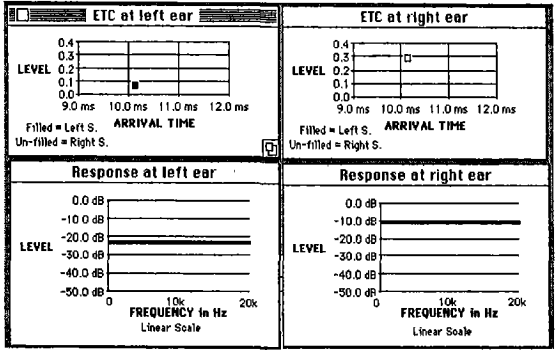 ETC at left ear
0.4
0.3
LEVEL 0.2
0.1
0.0
9.0 ms 10.0 ms 11.0 ms 12.0 ms
Filled = Left S. ARRIVAL TIME
Un-filled = Right S.
ETC at right ear
0.4
0.3
LEVEL 0.2
0.1
0.0
9.0 ms 10.0 ms 11.0 ms 12.0 ms
Filled = Left S. ARRIVAL TIME
Un-filled = Right S.
Response at left ear
0.0 dB
-10.0 dB
-20.0 dB
LEVEL
-30.0 dB
-40.0 dB
-50.0 dB
0 10k 20k
FREQUENCY in Hz
Linear Scale
Response at right ear
0.0 dB
-10.0 dB
-20.0 dB
LEVEL
-30.0 dB
-40.0 dB
-50.0 dB
0 10k 20k
FREQUENCY in Hz
Linear Scale